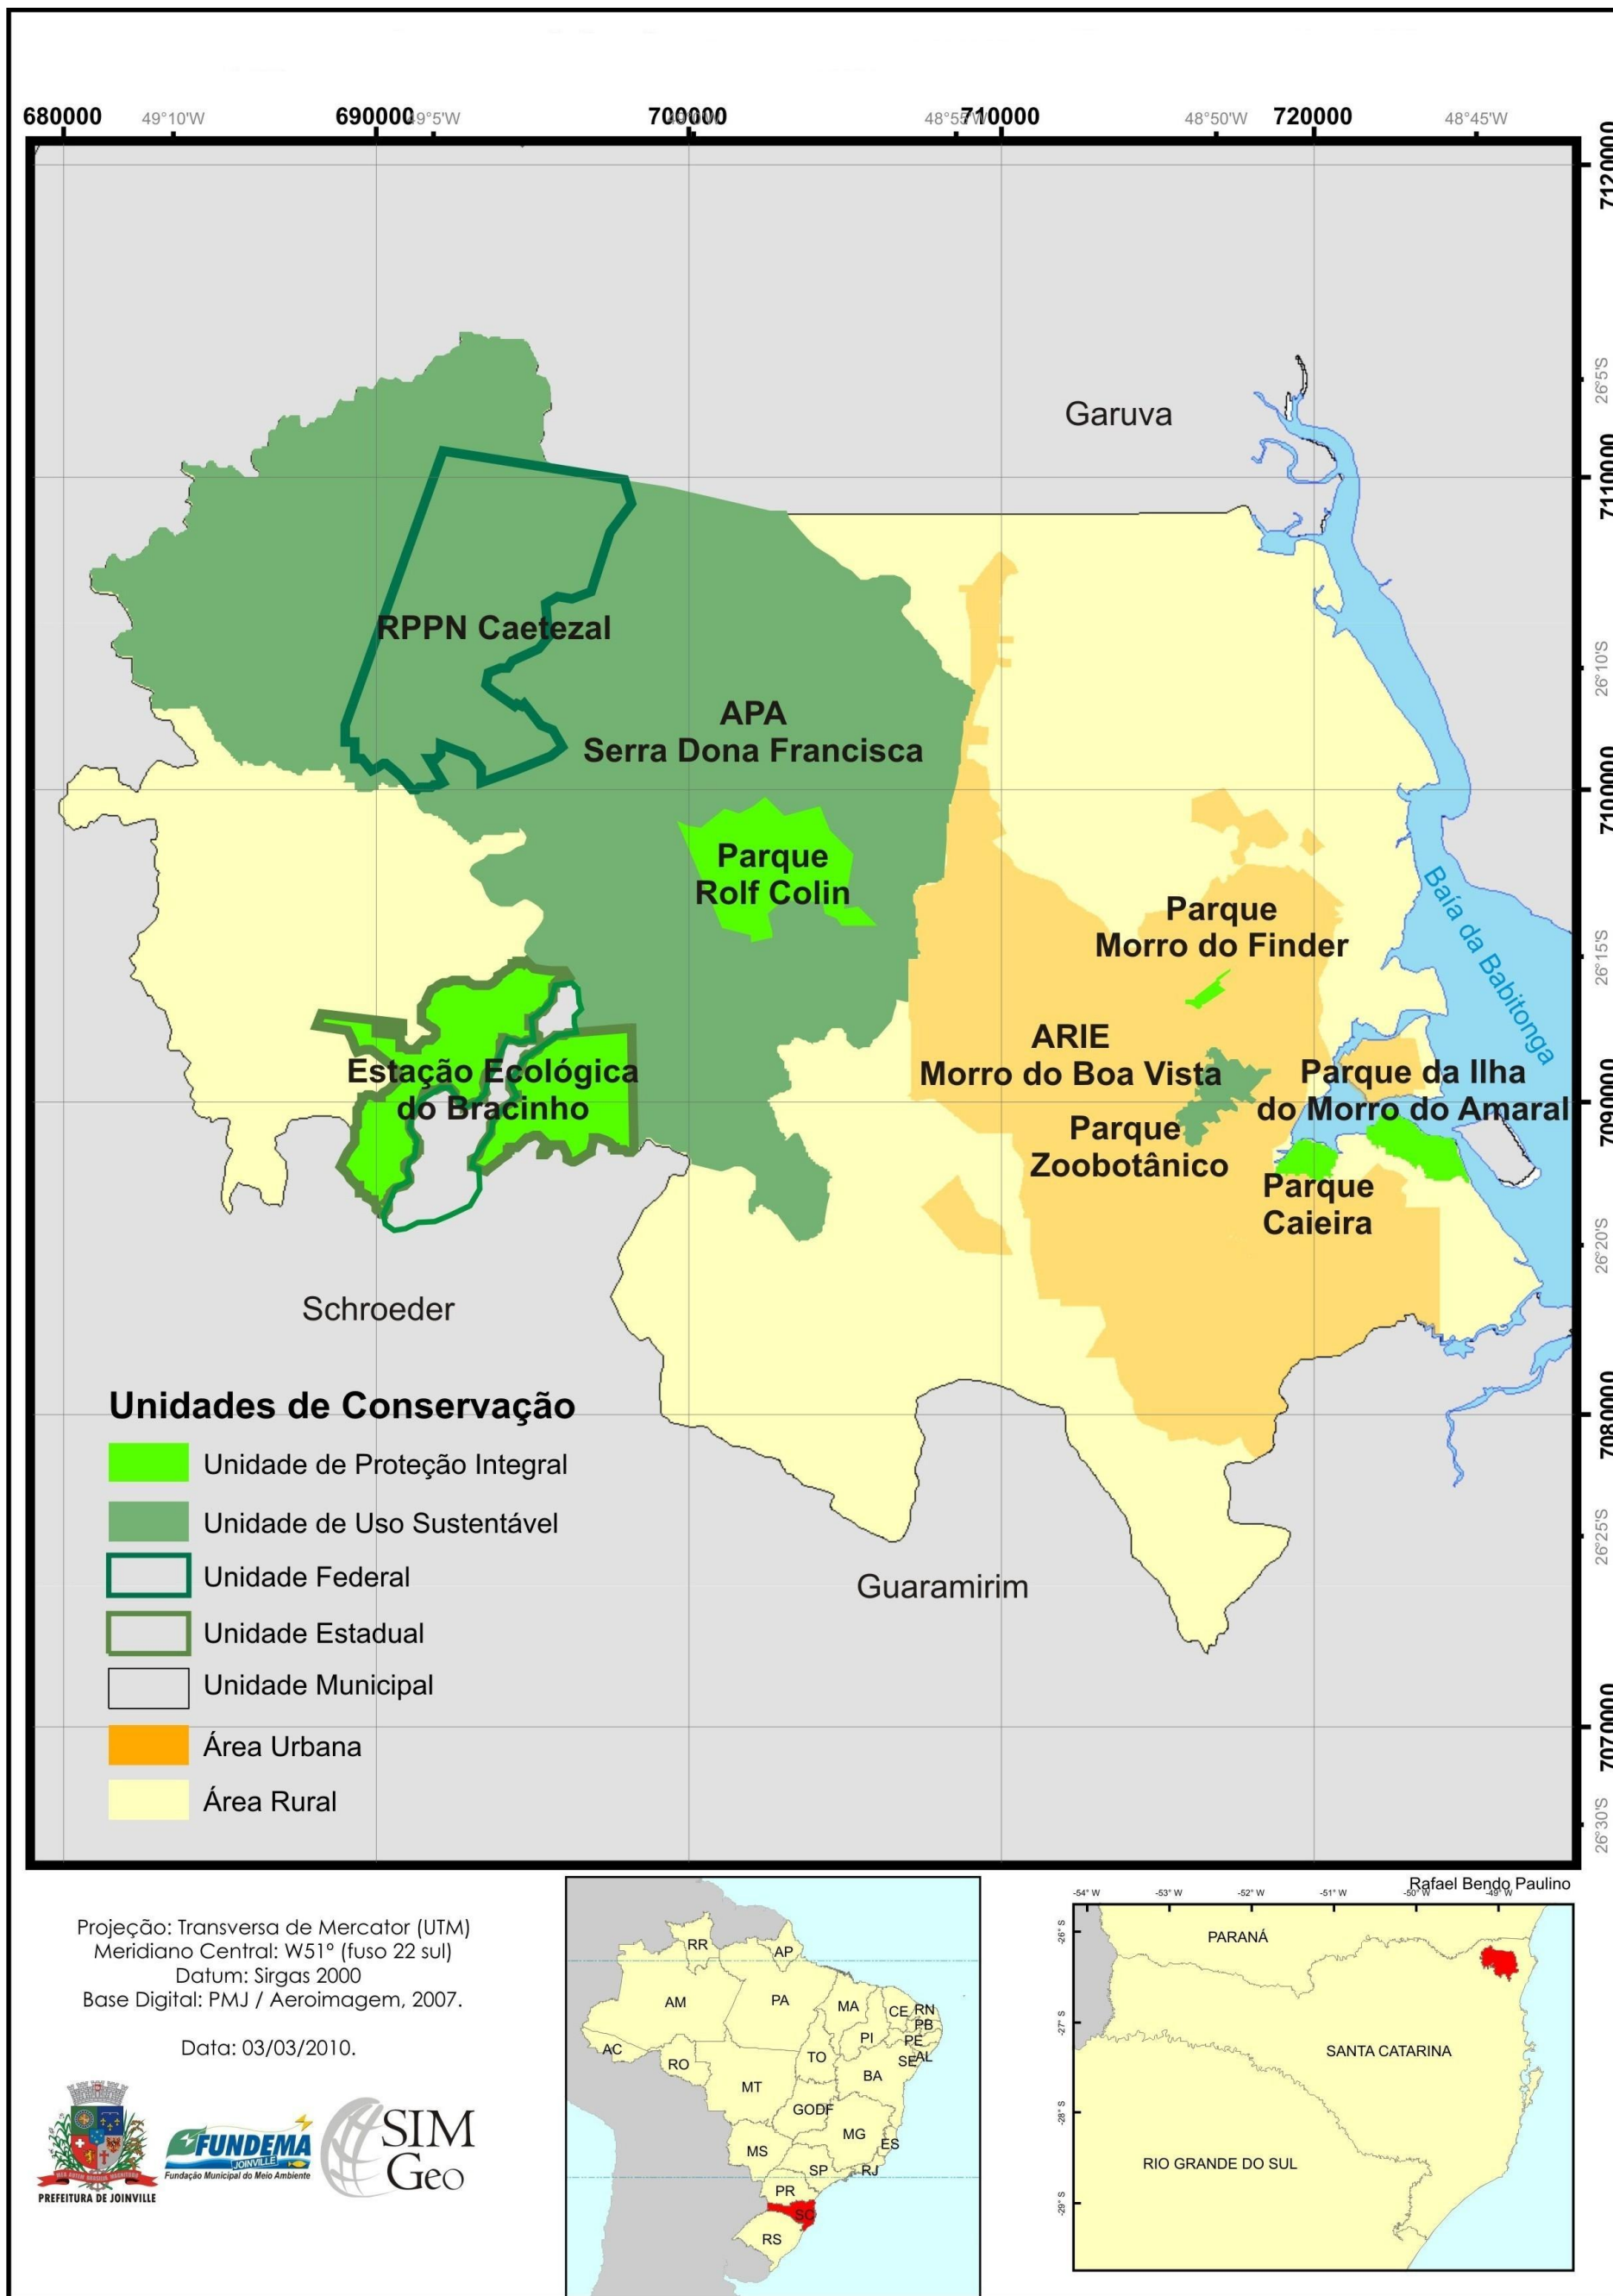 680000 49°10'W 690000 49°5'W 700000 48°55'W 710000 48°50'W 720000 48°45'W
7120000
26°5'S
Garuva
7110000
RPPN Caetezal
26°10'S
APA
Serra Dona Francisca
7100000
Parque
Rolf Colin
Parque
Morro do Finder
Baía da Babitonga
26°15'S
ARIE
Morro do Boa Vista
Estação Ecológica
do Bracinho
Parque da Ilha
do Morro do Amaral
7090000
Parque
Zoobotânico
Parque
Caieira
26°20'S
Schroeder
7080000
Unidades de Conservação
Unidade de Proteção Integral
Unidade de Uso Sustentável
26°25'S
Unidade Federal
Guaramirim
Unidade Estadual
Unidade Municipal
7070000
Área Urbana
Área Rural
26°30'S
Rafael Bendo Paulino
Projeção: Transversa de Mercator (UTM)
Meridiano Central: W51° (fuso 22 sul)
Datum: Sirgas 2000
Base Digital: PMJ / Aeroimagem, 2007.
Data: 03/03/2010.
PREFEITURA DE JOINVILLE
FUNDEMA
JOINVILLE
Fundação Municipal do Meio Ambiente
SIM
Geo
RR
AP
AM
PA
MA
CE
RN
PB
PI
PE
AC
RO
TO
SE
AL
MT
BA
GO
DF
MG
MS
ES
SP
RJ
PR
SC
RS
-54° W -53° W -52° W -51° W -50° W -49° W
-26° S
PARANÁ
-27° S
SANTA CATARINA
-28° S
RIO GRANDE DO SUL
-29° S